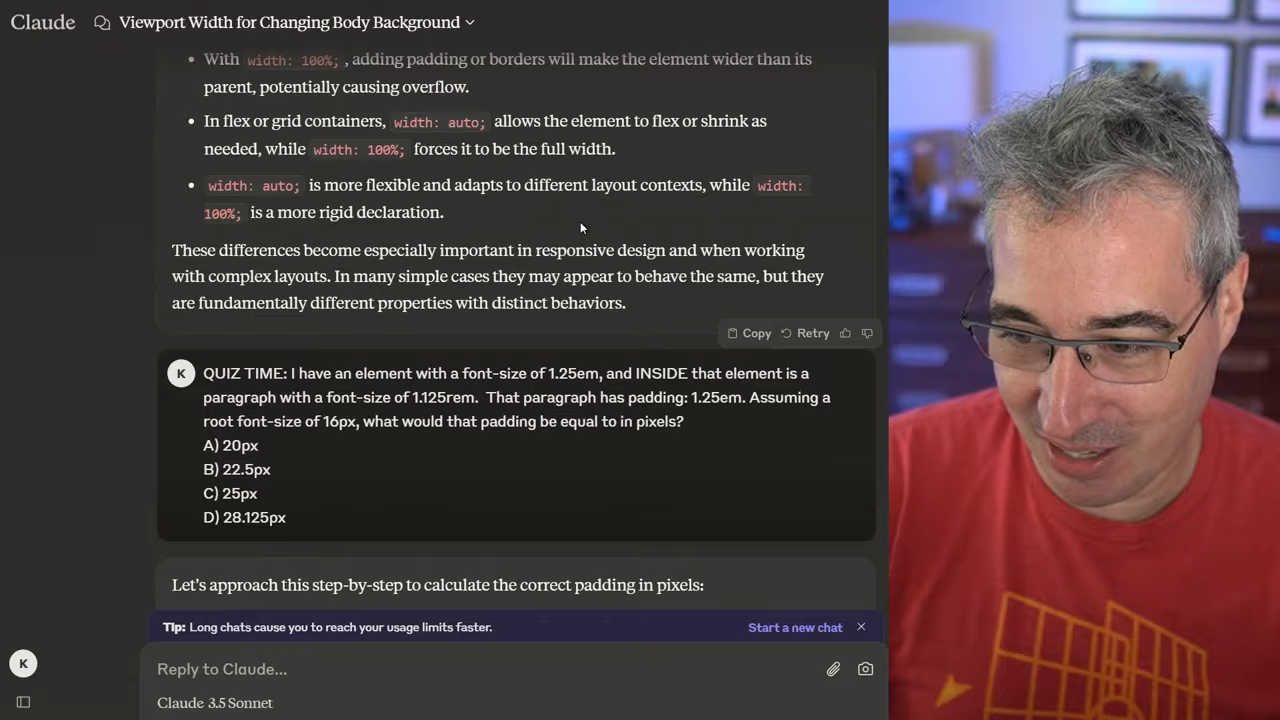 Claude Viewport Width for Changing Body Background
• With width: 100%; , adding padding or borders will make the element wider than its
parent, potentially causing overflow.
• In flex or grid containers, width: auto; allows the element to flex or shrink as
needed, while width: 100%; forces it to be the full width.
• width: auto; is more flexible and adapts to different layout contexts, while width:
100%; is a more rigid declaration.
These differences become especially important in responsive design and when working
with complex layouts. In many simple cases they may appear to behave the same, but they
are fundamentally different properties with distinct behaviors.
Copy Retry
K QUIZ TIME: I have an element with a font-size of 1.25em, and INSIDE that element is a
paragraph with a font-size of 1.125rem. That paragraph has padding: 1.25em. Assuming a
root font-size of 16px, what would that padding be equal to in pixels?
A) 20px
B) 22.5px
C) 25px
D) 28.125px
Let's approach this step-by-step to calculate the correct padding in pixels:
Tip: Long chats cause you to reach your usage limits faster. Start a new chat
K
Reply to Claude...
Claude 3.5 Sonnet